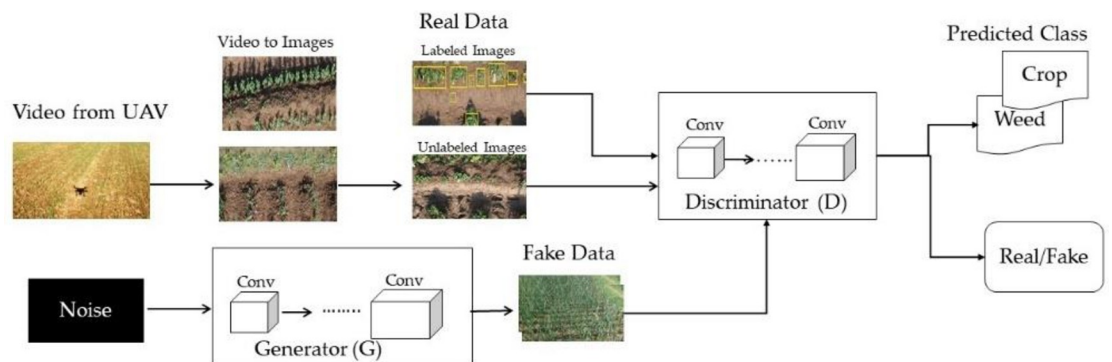 Real Data
Predicted Class
Video to Images
Labeled Images
Crop
Video from UAV
Conv
Conv
Weed
Unlabeled Images
Discriminator (D)
Fake Data
Real/Fake
Conv
Conv
Noise
Generator (G)